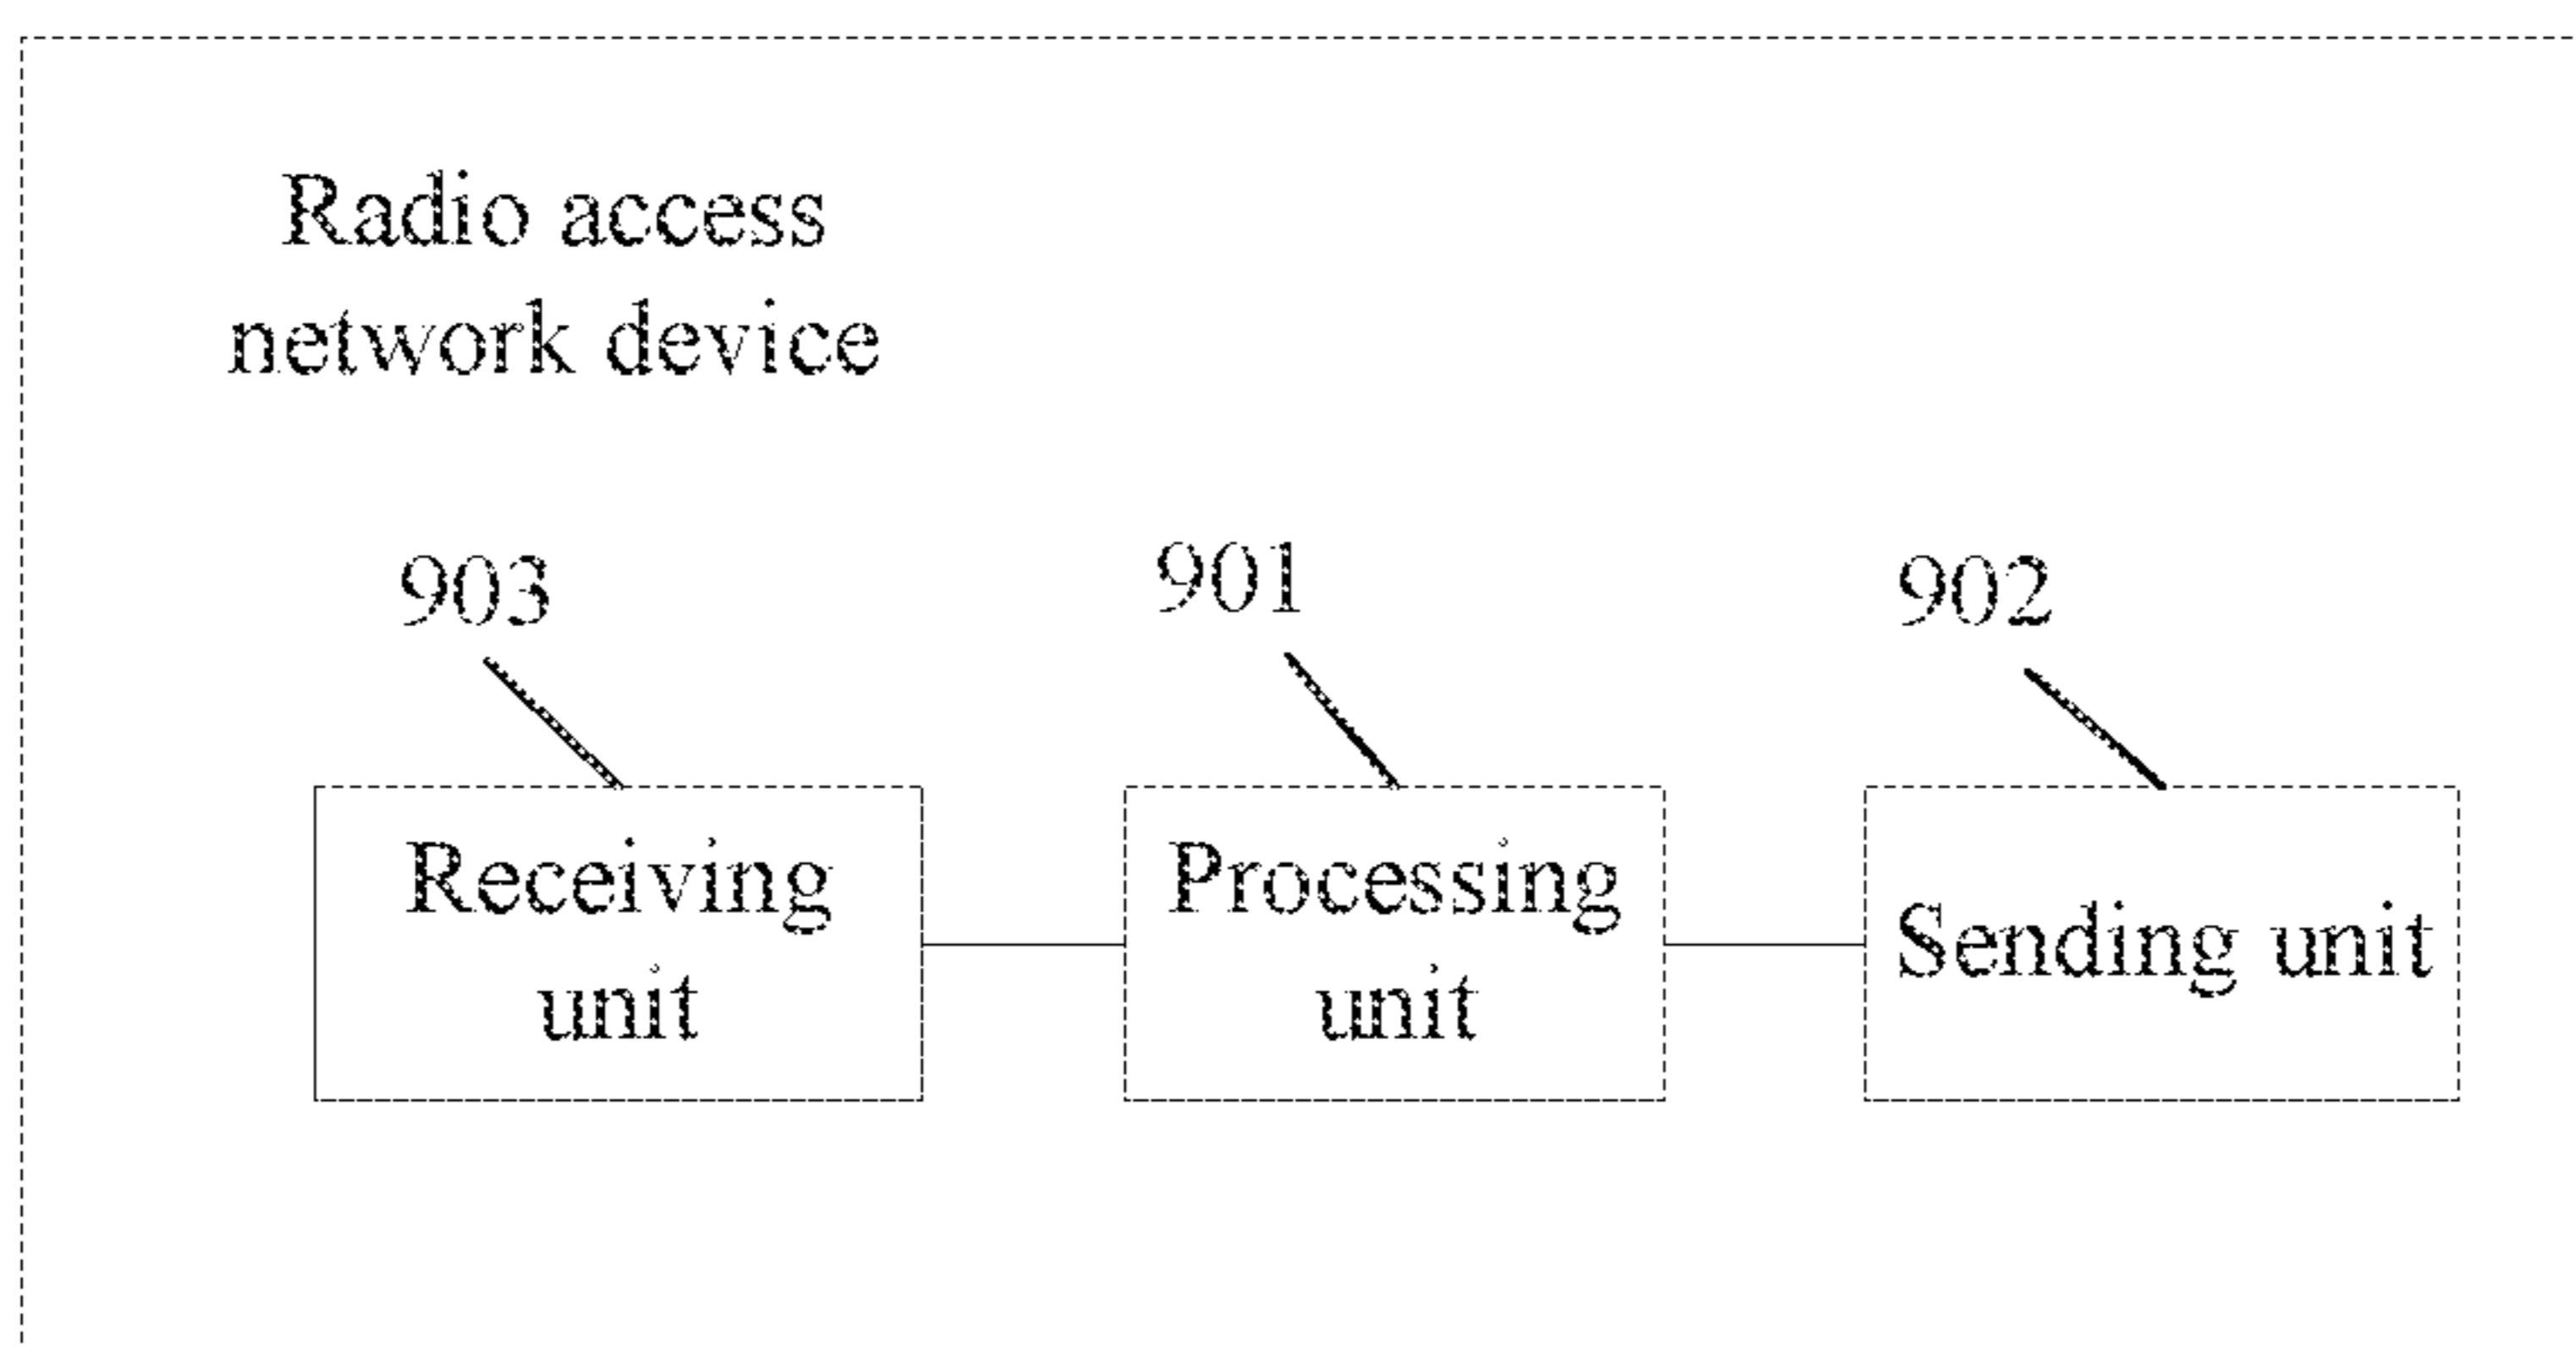 Radio access
network device
903
901
902
Receiving
unit
Processing
unit
Sending unit